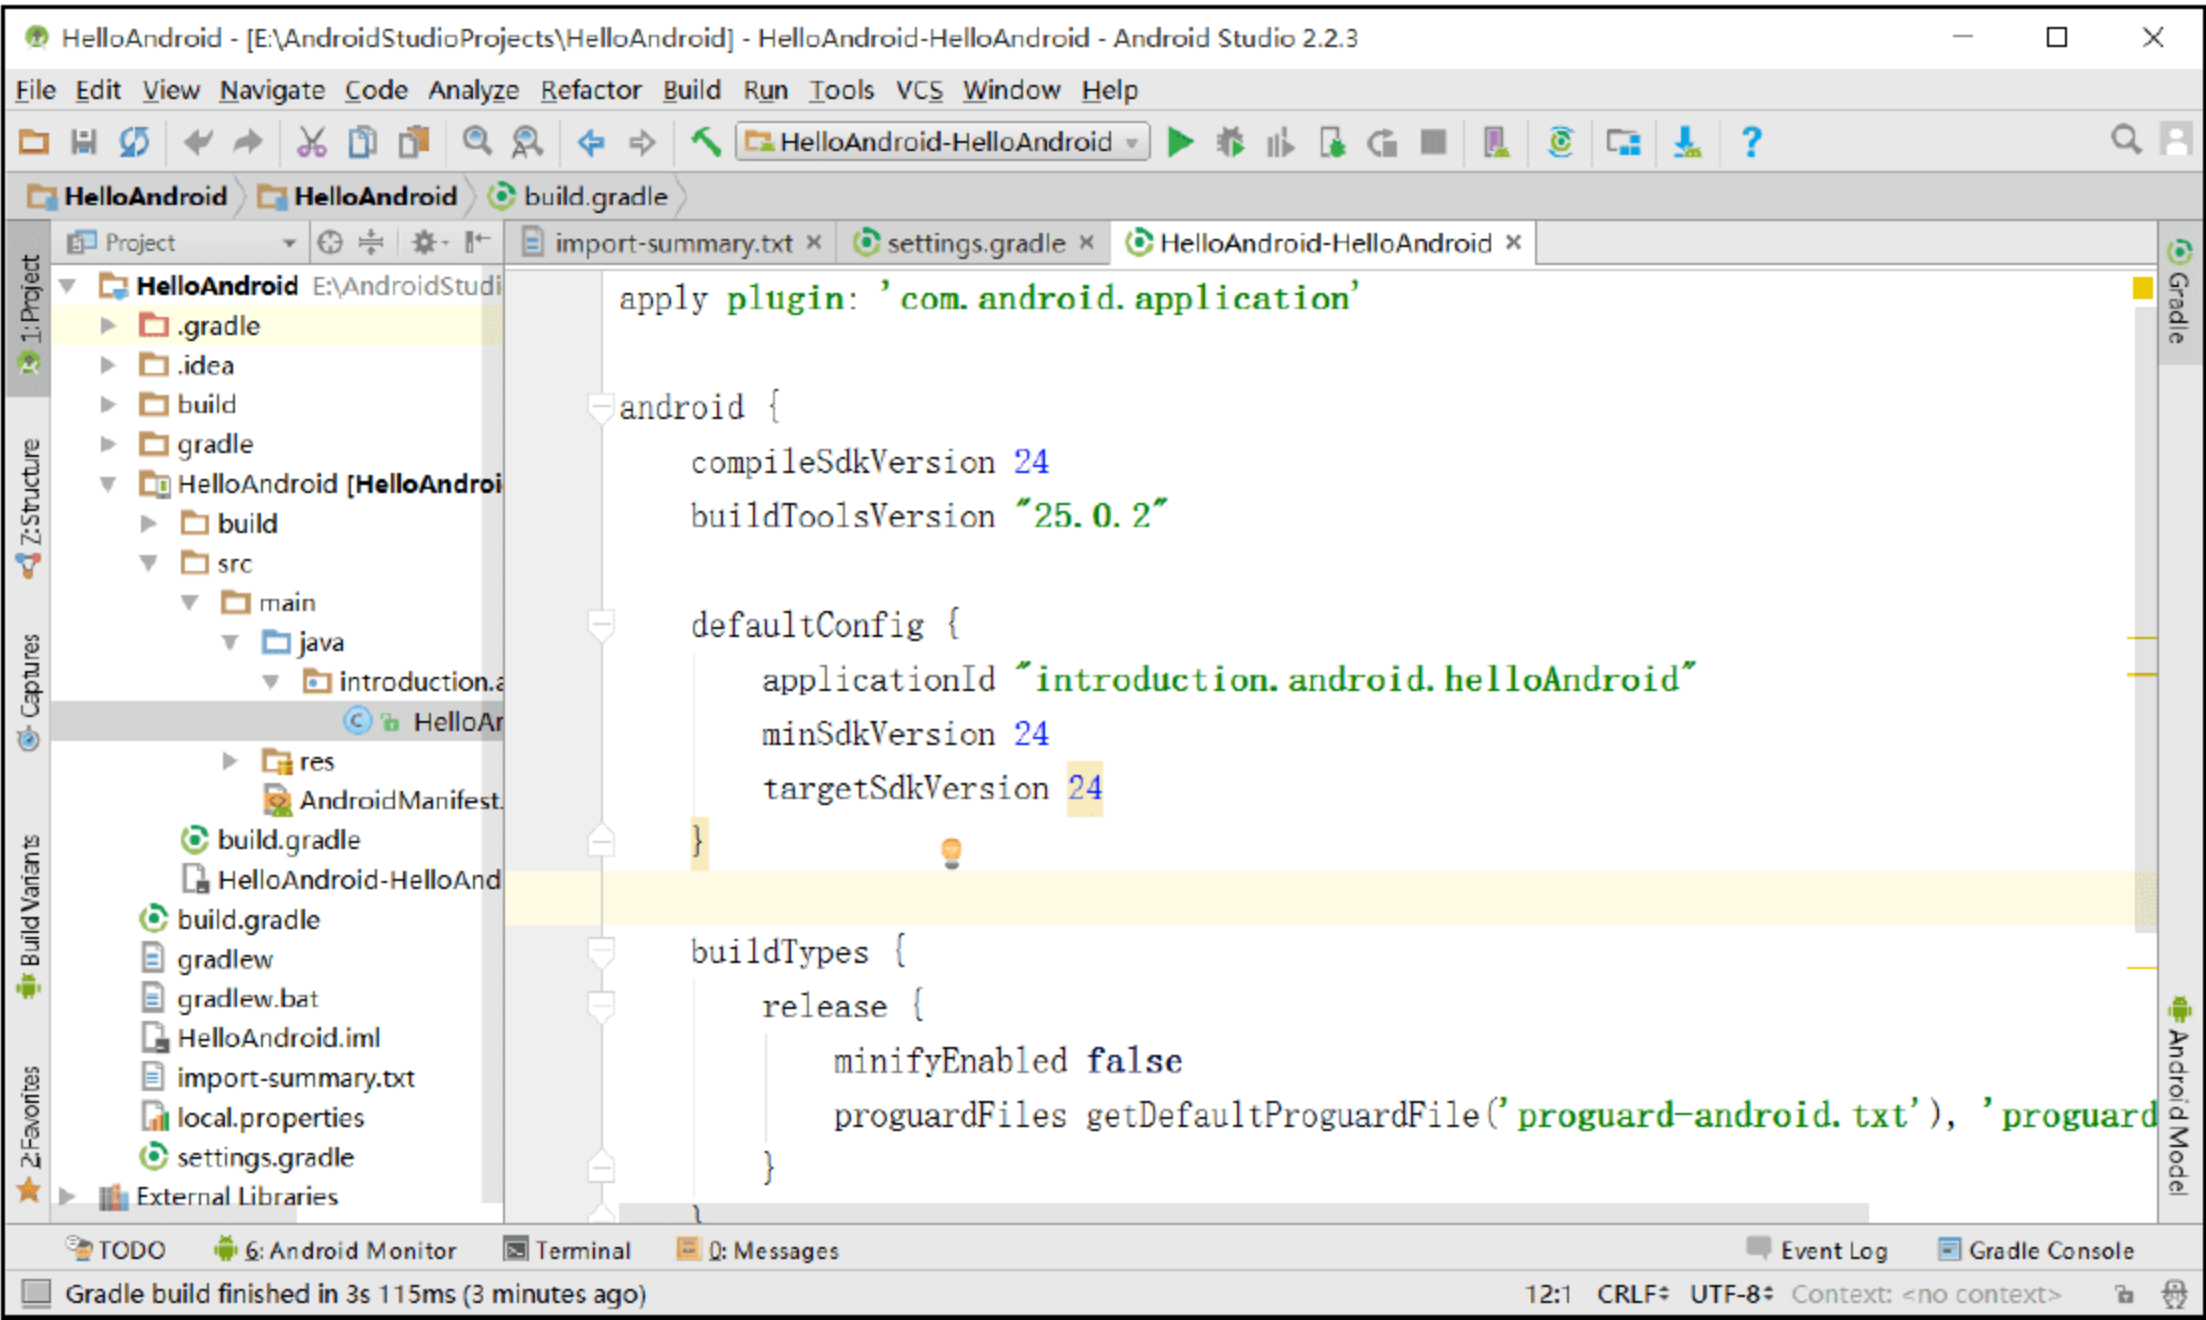 HelloAndroid - [E:\AndroidStudioProjects\HelloAndroid] - HelloAndroid-HelloAndroid - Android Studio 2.2.3
File Edit View Navigate Code Analyze Refactor Build Run Tools VCS Window Help
HelloAndroid-HelloAndroid
HelloAndroid HelloAndroid build.gradle
Project
import-summary.txt settings.gradle HelloAndroid-HelloAndroid
1: Project
Z: Structure
Captures
Build Variants
2: Favorites
HelloAndroid E:\AndroidStudi
.gradle
.idea
build
gradle
HelloAndroid [HelloAndroi
build
src
main
java
introduction.a
HelloAr
res
AndroidManifest.
build.gradle
HelloAndroid-HelloAnd
build.gradle
gradlew
gradlew.bat
HelloAndroid.iml
import-summary.txt
local.properties
settings.gradle
External Libraries
apply plugin: 'com.android.application'
android {
compileSdkVersion 24
buildToolsVersion "25.0.2"
defaultConfig {
applicationId "introduction.android.helloAndroid"
minSdkVersion 24
targetSdkVersion 24
}
buildTypes {
release {
minifyEnabled false
proguardFiles getDefaultProguardFile('proguard-android.txt'), 'proguard
}
}
Gradle
Android Model
TODO 6: Android Monitor Terminal 0: Messages Event Log Gradle Console
Gradle build finished in 3s 115ms (3 minutes ago) 12:1 CRLF UTF-8 Context: <no context>